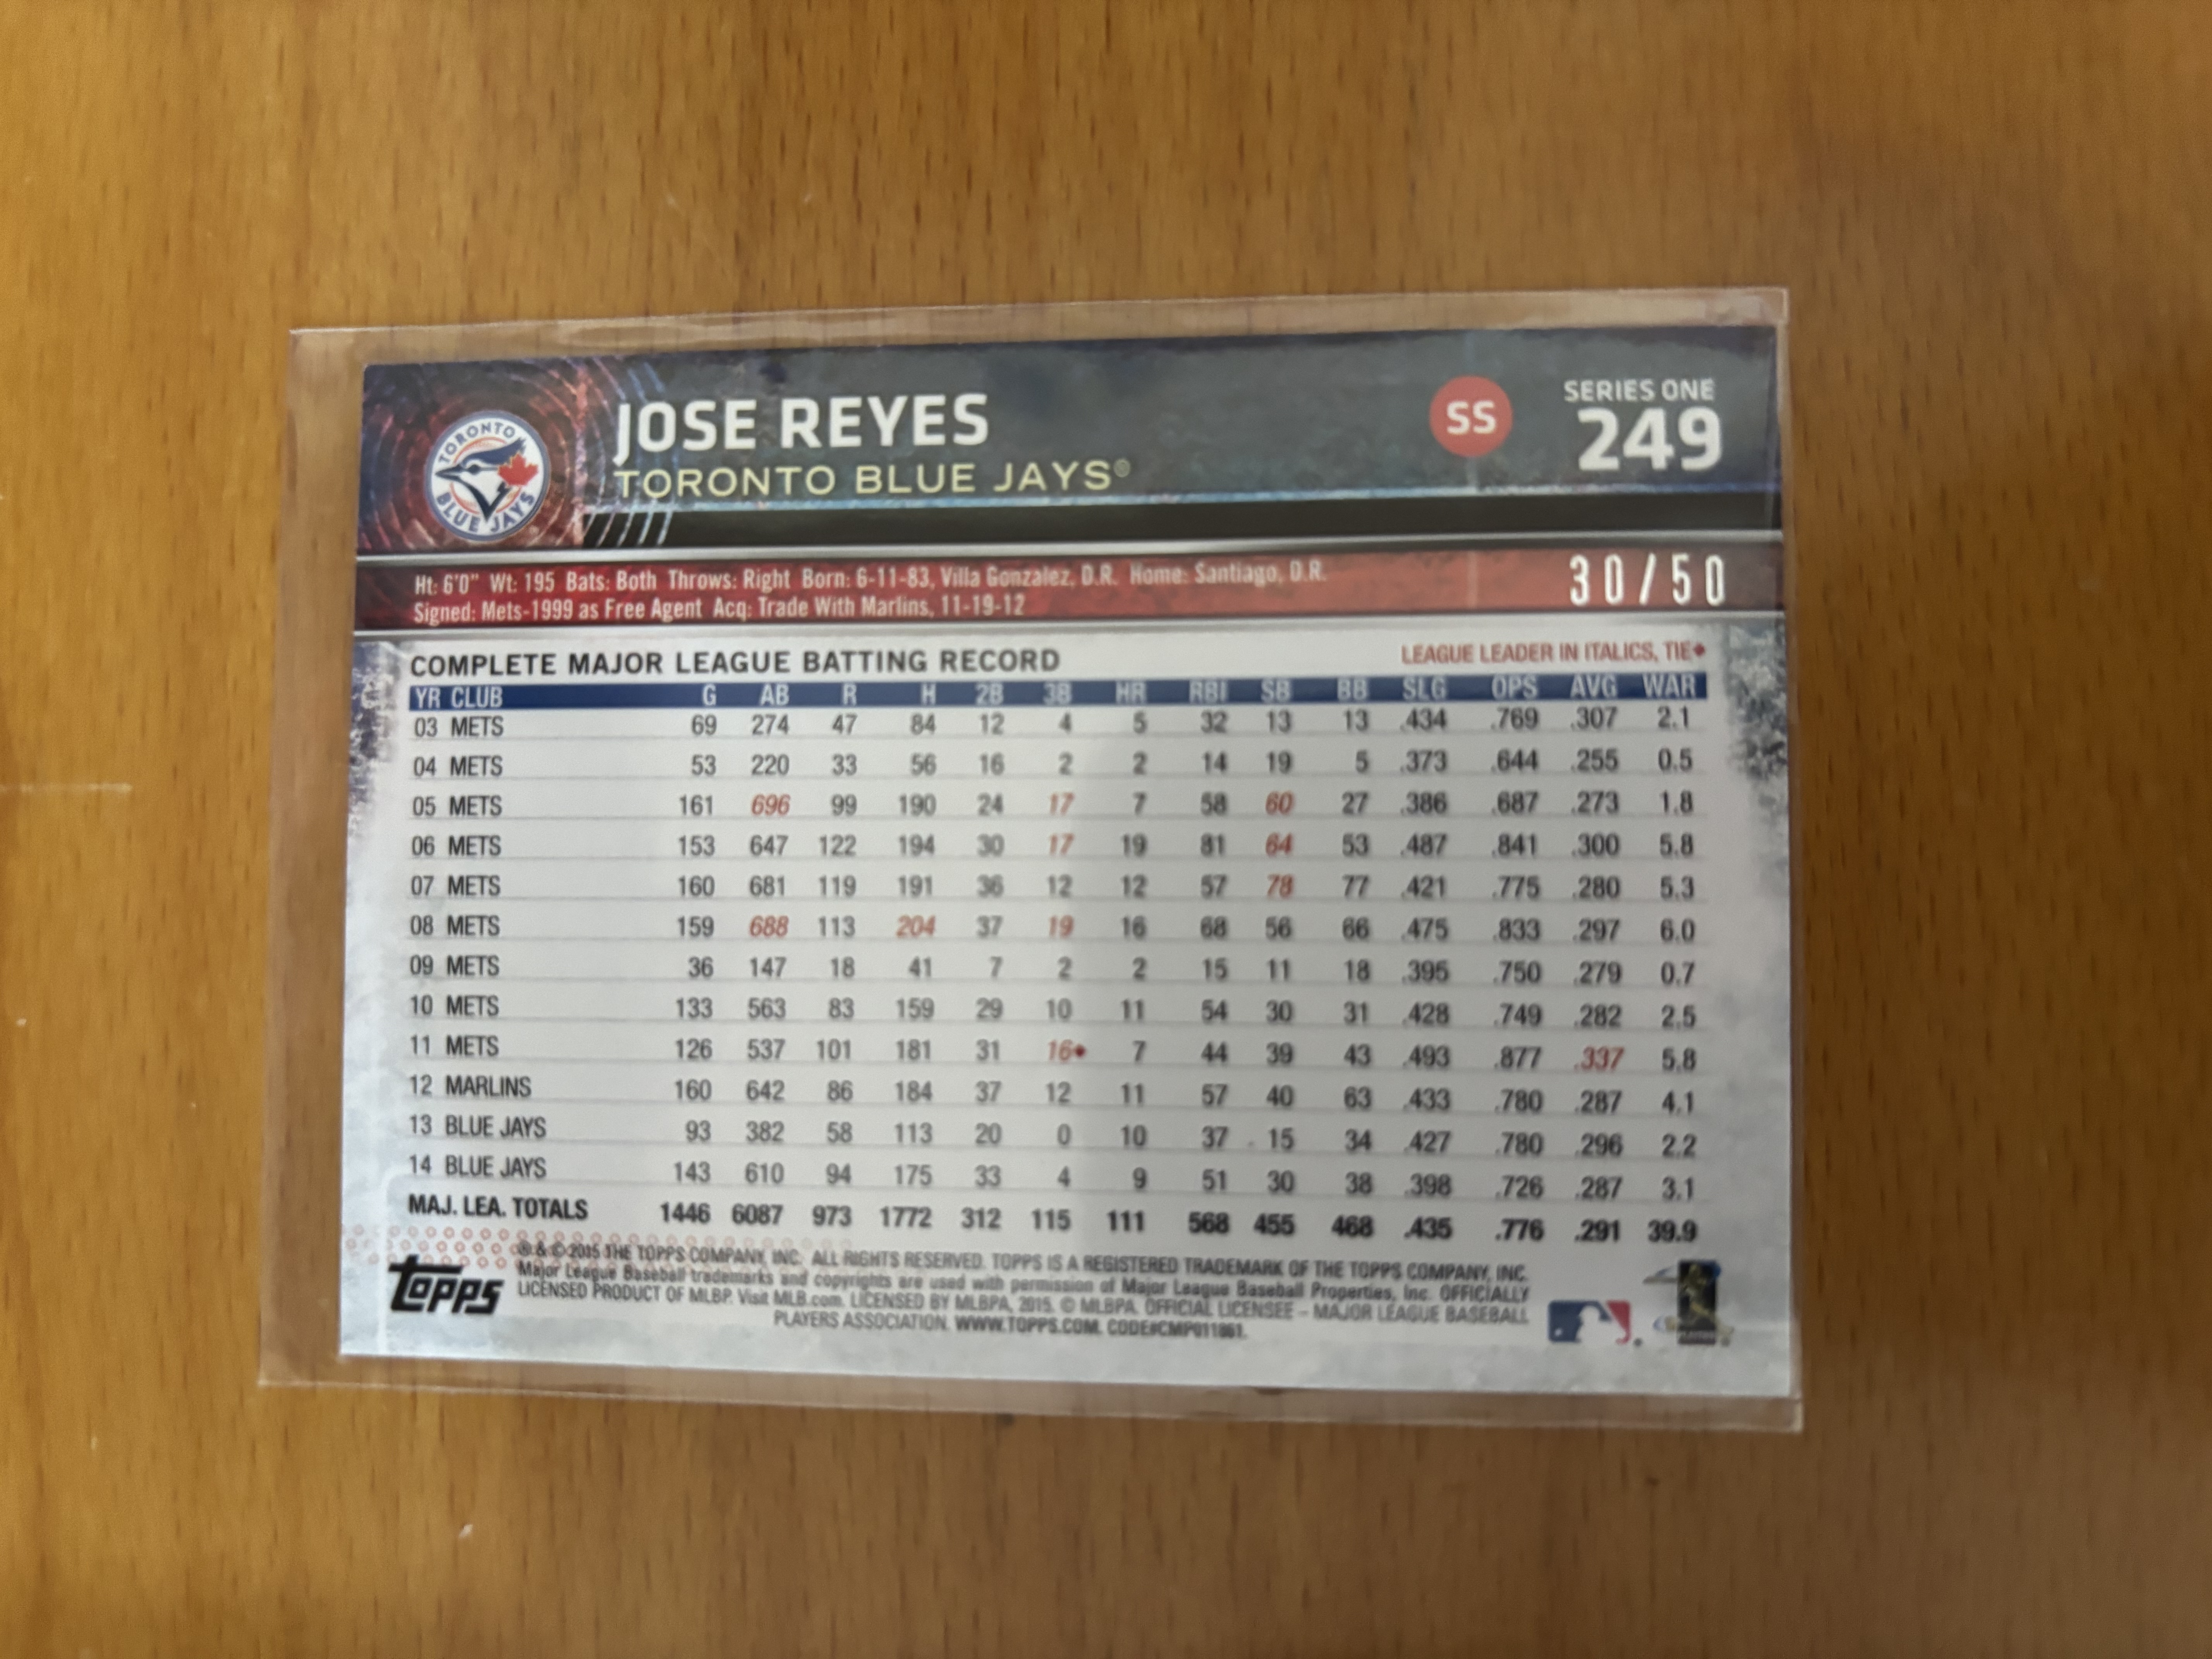 TORONTO
BLUE JAYS
JOSE REYES
TORONTO BLUE JAYS®
SS
SERIES ONE
249
Ht: 6'0" Wt: 195 Bats: Both Throws: Right Born: 6-11-83, Villa Gonzalez, D.R. Home: Santiago, D.R.
Signed: Mets-1999 as Free Agent Acq: Trade With Marlins, 11-19-12
30/50
COMPLETE MAJOR LEAGUE BATTING RECORD LEAGUE LEADER IN ITALICS, TIE♦
YR CLUB G AB R H 2B 3B HR RBI SB BB SLG OPS AVG WAR
03 METS 69 274 47 84 12 4 5 32 13 13 .434 .769 .307 2.1
04 METS 53 220 33 56 16 2 2 14 19 5 .373 .644 .255 0.5
05 METS 161 696 99 190 24 17 7 58 60 27 .386 .687 .273 1.8
06 METS 153 647 122 194 30 17 19 81 64 53 .487 .841 .300 5.8
07 METS 160 681 119 191 36 12 12 57 78 77 .421 .775 .280 5.3
08 METS 159 688 113 204 37 19 16 68 56 66 .475 .833 .297 6.0
09 METS 36 147 18 41 7 2 2 15 11 18 .395 .750 .279 0.7
10 METS 133 563 83 159 29 10 11 54 30 31 .428 .749 .282 2.5
11 METS 126 537 101 181 31 16♦ 7 44 39 43 .493 .877 .337 5.8
12 MARLINS 160 642 86 184 37 12 11 57 40 63 .433 .780 .287 4.1
13 BLUE JAYS 93 382 58 113 20 0 10 37 15 34 .427 .780 .296 2.2
14 BLUE JAYS 143 610 94 175 33 4 9 51 30 38 .398 .726 .287 3.1
MAJ. LEA. TOTALS 1446 6087 973 1772 312 115 111 568 455 468 .435 .776 .291 39.9
topps
® & © 2015 THE TOPPS COMPANY, INC. ALL RIGHTS RESERVED. TOPPS IS A REGISTERED TRADEMARK OF THE TOPPS COMPANY, INC.
Major League Baseball trademarks and copyrights are used with permission of Major League Baseball Properties, Inc. OFFICIALLY
LICENSED PRODUCT OF MLBP. Visit MLB.com. LICENSED BY MLBPA, 2015. © MLBPA. OFFICIAL LICENSEE – MAJOR LEAGUE BASEBALL
PLAYERS ASSOCIATION. WWW.TOPPS.COM. CODE#CMP011861.